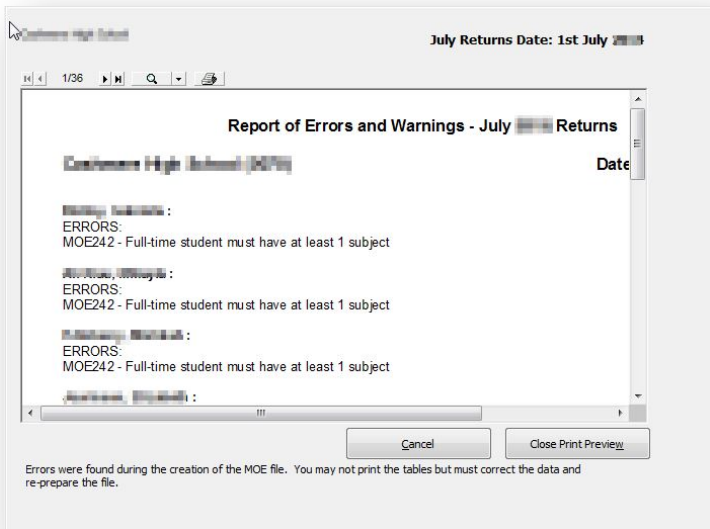 July Returns Date: 1st July
1/36
Report of Errors and Warnings - July Returns
Date
:
ERRORS:
MOE242 - Full-time student must have at least 1 subject
:
ERRORS:
MOE242 - Full-time student must have at least 1 subject
:
ERRORS:
MOE242 - Full-time student must have at least 1 subject
:
Cancel
Close Print Preview
Errors were found during the creation of the MOE file. You may not print the tables but must correct the data and
re-prepare the file.